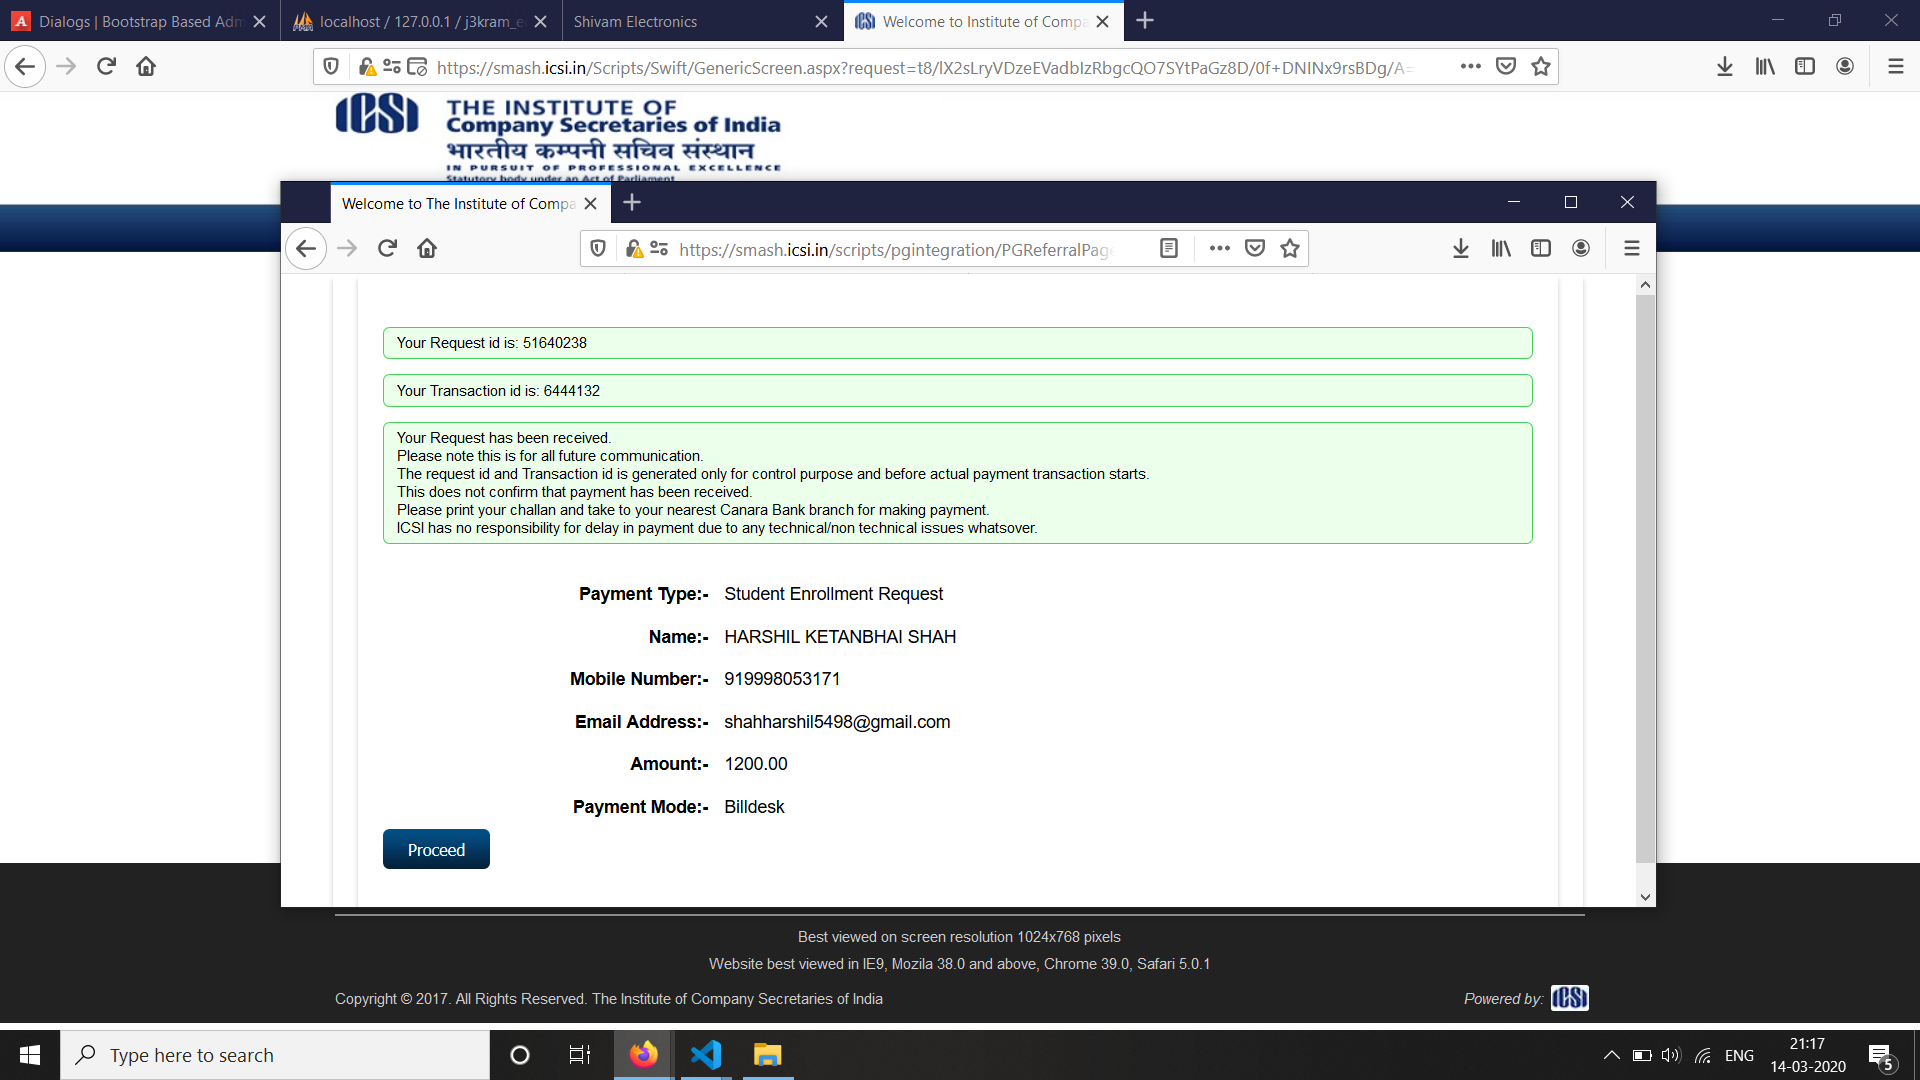 Dialogs | Bootstrap Based Adm
localhost / 127.0.0.1 / j3kram_e
Shivam Electronics
Welcome to Institute of Compa
https://smash.icsi.in/Scripts/Swift/GenericScreen.aspx?request=t8/lX2sLryVDzeEVadbIzRbgcQO7SYtPaGz8D/0f+DNINx9rsBDg/A=
ICSI
THE INSTITUTE OF
Company Secretaries of India
भारतीय कम्पनी सचिव संस्थान
IN PURSUIT OF PROFESSIONAL EXCELLENCE
Statutory body under an Act of Parliament
Welcome to The Institute of Compa
https://smash.icsi.in/scripts/pgintegration/PGReferralPage
Your Request id is: 51640238
Your Transaction id is: 6444132
Your Request has been received.
Please note this is for all future communication.
The request id and Transaction id is generated only for control purpose and before actual payment transaction starts.
This does not confirm that payment has been received.
Please print your challan and take to your nearest Canara Bank branch for making payment.
ICSI has no responsibility for delay in payment due to any technical/non technical issues whatsover.
Payment Type:- Student Enrollment Request
Name:- HARSHIL KETANBHAI SHAH
Mobile Number:- 919998053171
Email Address:- shahharshil5498@gmail.com
Amount:- 1200.00
Payment Mode:- Billdesk
Proceed
Best viewed on screen resolution 1024x768 pixels
Website best viewed in IE9, Mozila 38.0 and above, Chrome 39.0, Safari 5.0.1
Copyright © 2017. All Rights Reserved. The Institute of Company Secretaries of India
Powered by: ICSI
Type here to search
ENG
21:17
14-03-2020
5